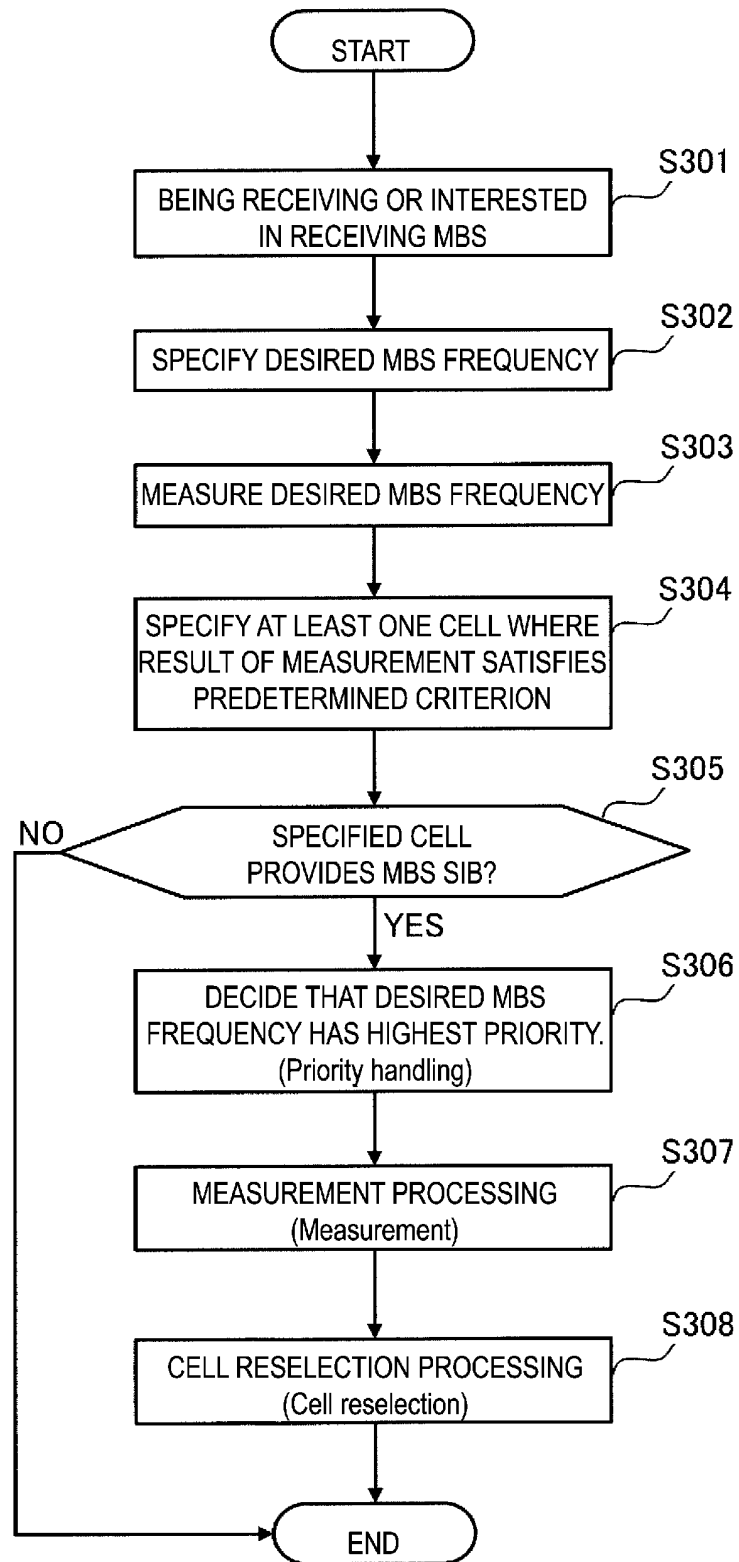 START
S301
BEING RECEIVING OR INTERESTED
IN RECEIVING MBS
S302
SPECIFY DESIRED MBS FREQUENCY
S303
MEASURE DESIRED MBS FREQUENCY
S304
SPECIFY AT LEAST ONE CELL WHERE
RESULT OF MEASUREMENT SATISFIES
PREDETERMINED CRITERION
S305
NO
SPECIFIED CELL
PROVIDES MBS SIB?
YES
S306
DECIDE THAT DESIRED MBS
FREQUENCY HAS HIGHEST PRIORITY.
(Priority handling)
S307
MEASUREMENT PROCESSING
(Measurement)
S308
CELL RESELECTION PROCESSING
(Cell reselection)
END